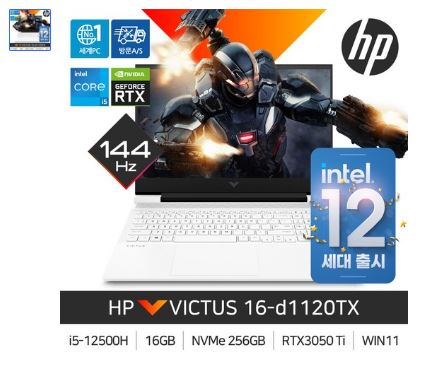 No.1
세계PC
방문A/S
hp
intel
CORE
i5
NVIDIA
GEFORCE
RTX
144
Hz
intel
12
세대 출시
HP VICTUS 16-d1120TX
i5-12500H | 16GB | NVMe 256GB | RTX3050 Ti | WIN11